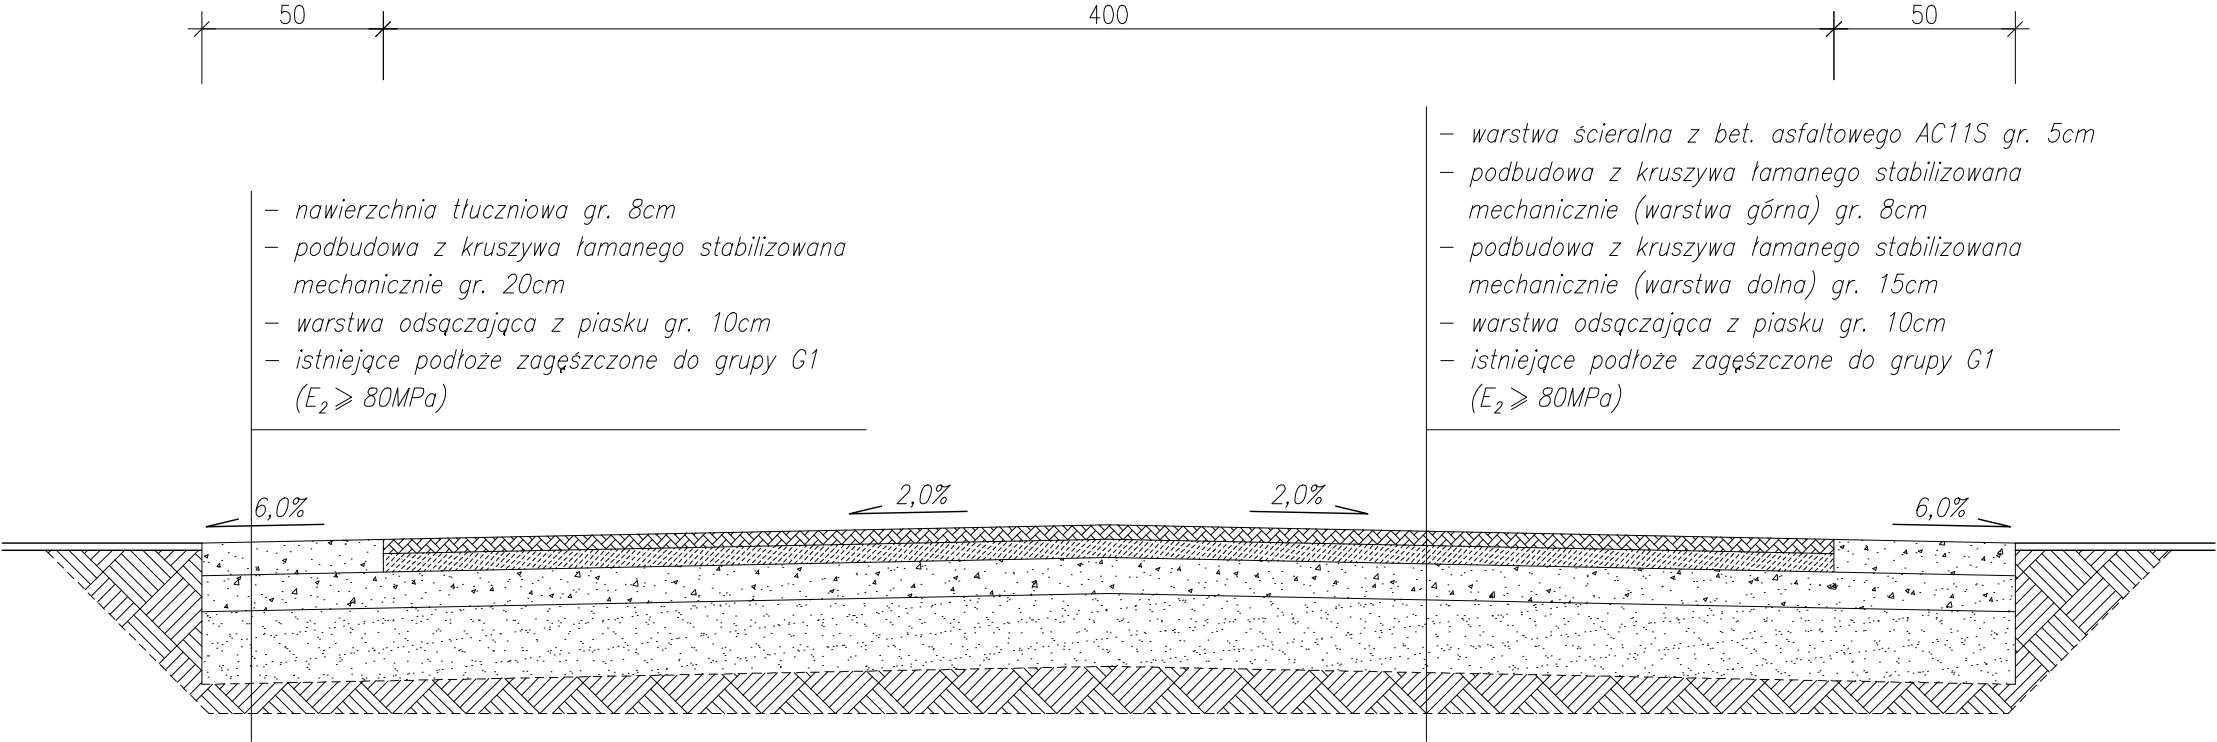 50
400
50
- nawierzchnia tłuczniowa gr. 8cm
- podbudowa z kruszywa łamanego stabilizowana
mechanicznie gr. 20cm
- warstwa odsączająca z piasku gr. 10cm
- istniejące podłoże zagęśzczone do grupy G1
(E₂ ⩾ 80MPa)
- warstwa ścieralna z bet. asfaltowego AC11S gr. 5cm
- podbudowa z kruszywa łamanego stabilizowana
mechanicznie (warstwa górna) gr. 8cm
- podbudowa z kruszywa łamanego stabilizowana
mechanicznie (warstwa dolna) gr. 15cm
- warstwa odsączająca z piasku gr. 10cm
- istniejące podłoże zagęśzczone do grupy G1
(E₂ ⩾ 80MPa)
6,0%
2,0%
2,0%
6,0%